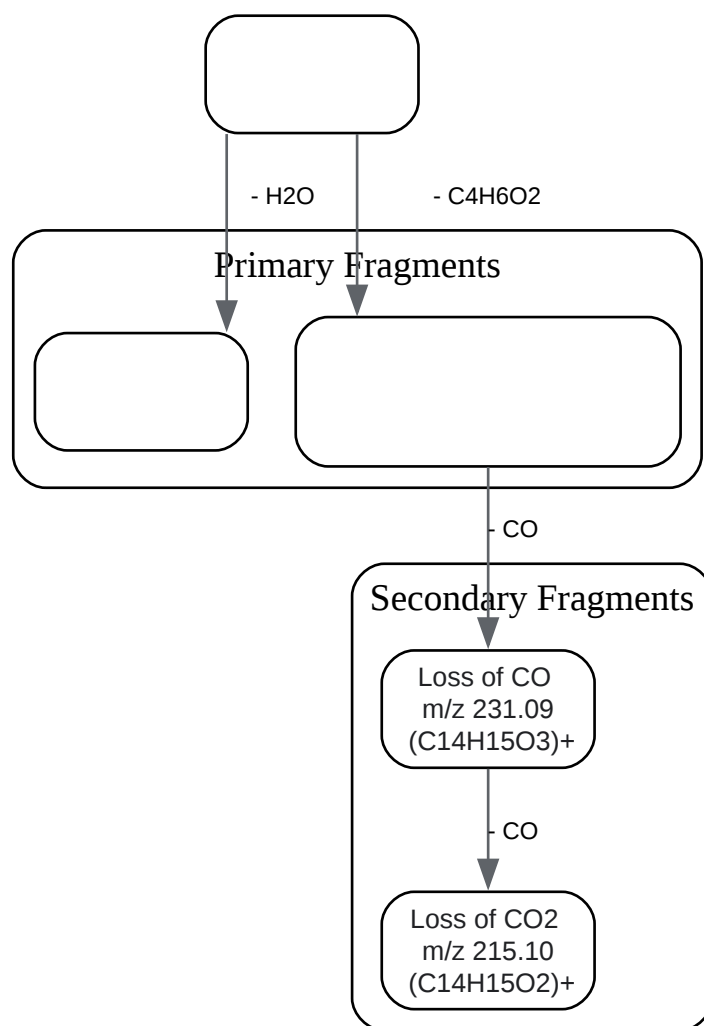 - H2O
- C4H6O2
Primary Fragments
- CO
Secondary Fragments
Loss of CO
m/z 231.09
(C14H15O3)+
- CO
Loss of CO2
m/z 215.10
(C14H15O2)+